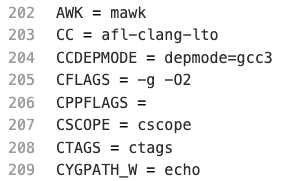 202 AWK = mawk
203 CC = afl-clang-lto
204 CCDEPMODE = depmode=gcc3
205 CFLAGS = -g -O2
206 CPPFLAGS =
207 CSCOPE = cscope
208 CTAGS = ctags
209 CYGPATH_W = echo